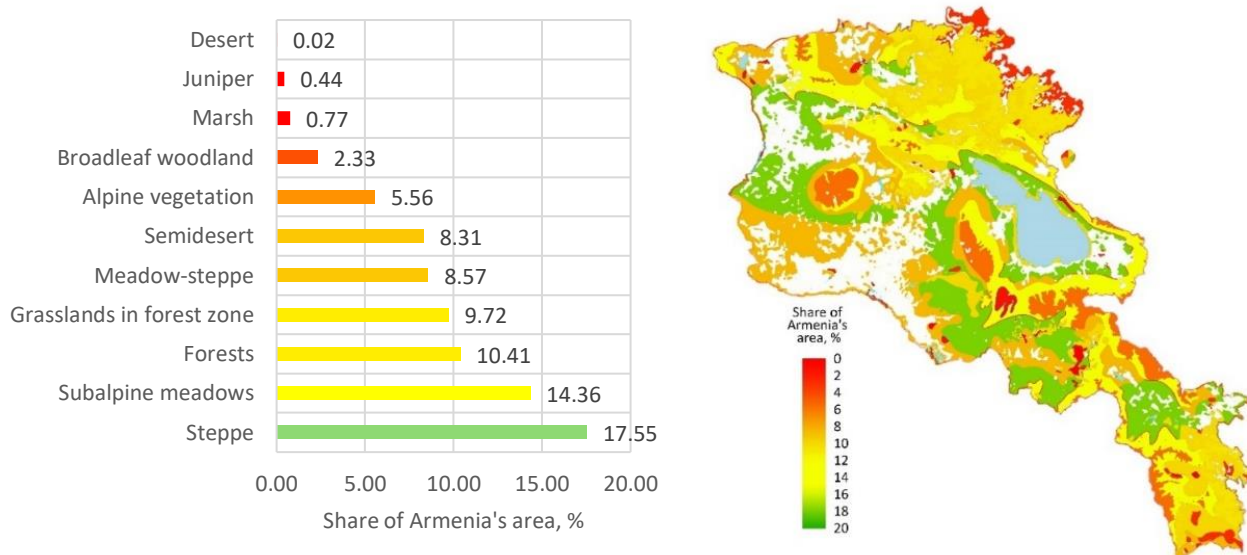 Desert 0.02
Juniper 0.44
Marsh 0.77
Broadleaf woodland 2.33
Alpine vegetation 5.56
Semidesert 8.31
Meadow-steppe 8.57
Grasslands in forest zone 9.72
Forests 10.41
Subalpine meadows 14.36
Steppe 17.55
0.00 5.00 10.00 15.00 20.00
Share of Armenia's area, %
Share of
Armenia's
area, %
0
2
4
6
8
10
12
14
16
18
20